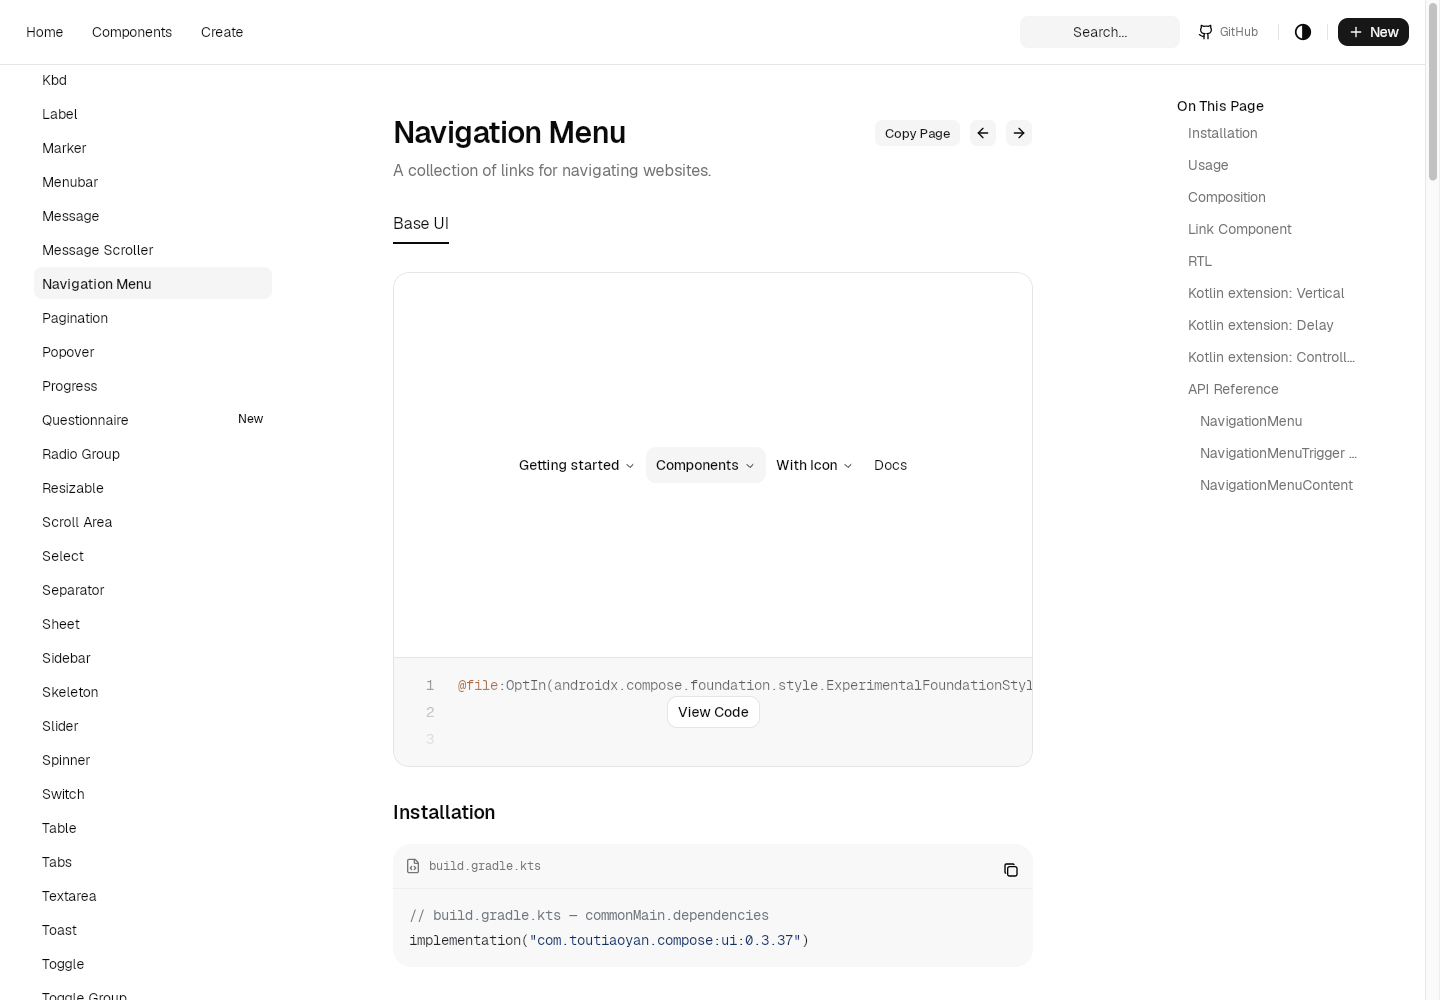 Home
Components
Create
Search...
GitHub
New
Kbd
Label
Marker
Menubar
Message
Message Scroller
Navigation Menu
Pagination
Popover
Progress
Questionnaire New
Radio Group
Resizable
Scroll Area
Select
Separator
Sheet
Sidebar
Skeleton
Slider
Spinner
Switch
Table
Tabs
Textarea
Toast
Toggle
Toggle Group
Navigation Menu
Copy Page
A collection of links for navigating websites.
Base UI
Getting started
Components
With Icon
Docs
1 @file:OptIn(androidx.compose.foundation.style.ExperimentalFoundationStyl
2
View Code
3
Installation
build.gradle.kts
// build.gradle.kts — commonMain.dependencies
implementation("com.toutiaoyan.compose:ui:0.3.37")
On This Page
Installation
Usage
Composition
Link Component
RTL
Kotlin extension: Vertical
Kotlin extension: Delay
Kotlin extension: Controll…
API Reference
NavigationMenu
NavigationMenuTrigger …
NavigationMenuContent